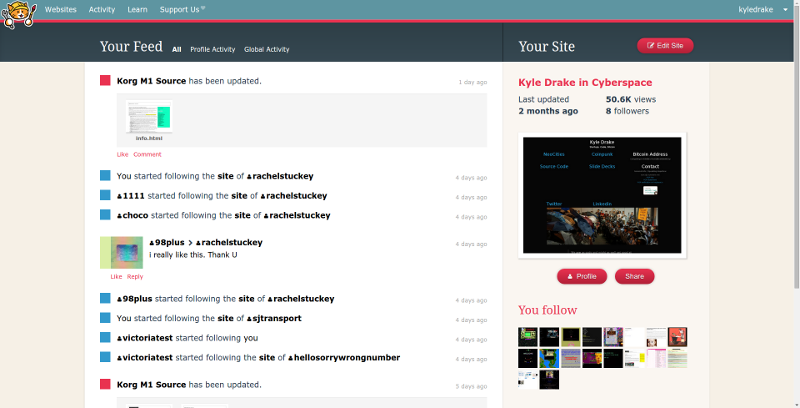 Websites Activity Learn Support Us kyledrake
Your Feed All Profile Activity Global Activity
Your Site Edit Site
Korg M1 Source has been updated. 1 day ago
info.html
Like Comment
You started following the site of rachelstuckey 4 days ago
1111 started following the site of rachelstuckey 4 days ago
choco started following the site of rachelstuckey 4 days ago
98plus > rachelstuckey 4 days ago
i really like this. Thank U
Like Reply
98plus started following the site of rachelstuckey 4 days ago
You started following the site of sjtransport 4 days ago
victoriatest started following you 4 days ago
victoriatest started following the site of hellosorrywrongnumber 4 days ago
Korg M1 Source has been updated. 5 days ago
Kyle Drake in Cyberspace
Last updated 50.6K views
2 months ago 8 followers
Kyle Drake
NeoCities Coinpunk Bitcoin Address
Source Code Slide Decks Contact
Twitter LinkedIn
Profile Share
You follow